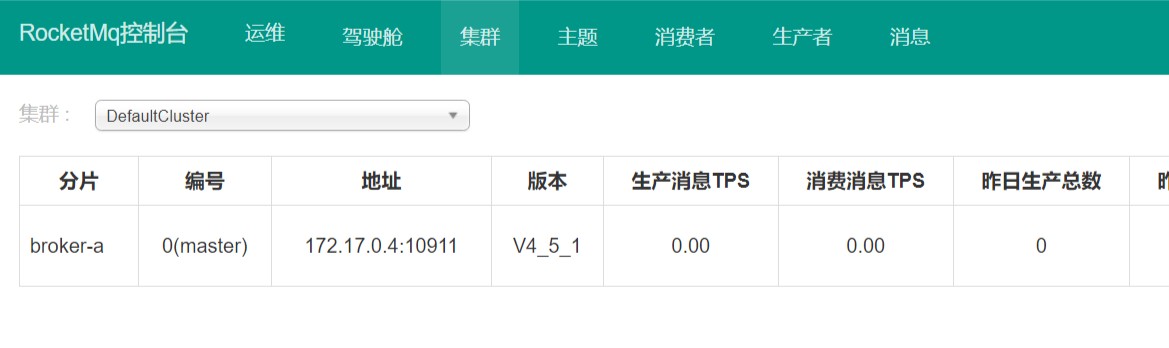 RocketMq控制台 运维 驾驶舱 集群 主题 消费者 生产者 消息
集群： DefaultCluster
分片 编号 地址 版本 生产消息TPS 消费消息TPS 昨日生产总数
broker-a 0(master) 172.17.0.4:10911 V4_5_1 0.00 0.00 0